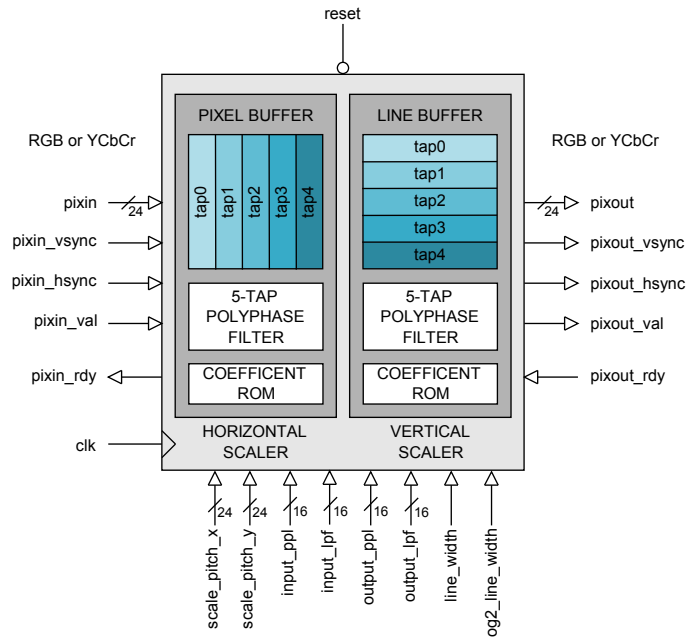 reset
PIXEL BUFFER
LINE BUFFER
RGB or YCbCr
RGB or YCbCr
tap0
tap1
tap2
tap3
tap4
tap0
tap1
tap2
tap3
tap4
pixin
24
24
pixout
pixin_vsync
pixout_vsync
pixin_hsync
pixout_hsync
5-TAP
POLYPHASE
FILTER
5-TAP
POLYPHASE
FILTER
pixin_val
pixout_val
pixin_rdy
pixout_rdy
COEFFICENT
ROM
COEFFICENT
ROM
clk
HORIZONTAL
SCALER
VERTICAL
SCALER
24
24
16
16
16
16
scale_pitch_x
scale_pitch_y
input_ppl
input_lpf
output_ppl
output_lpf
line_width
og2_line_width